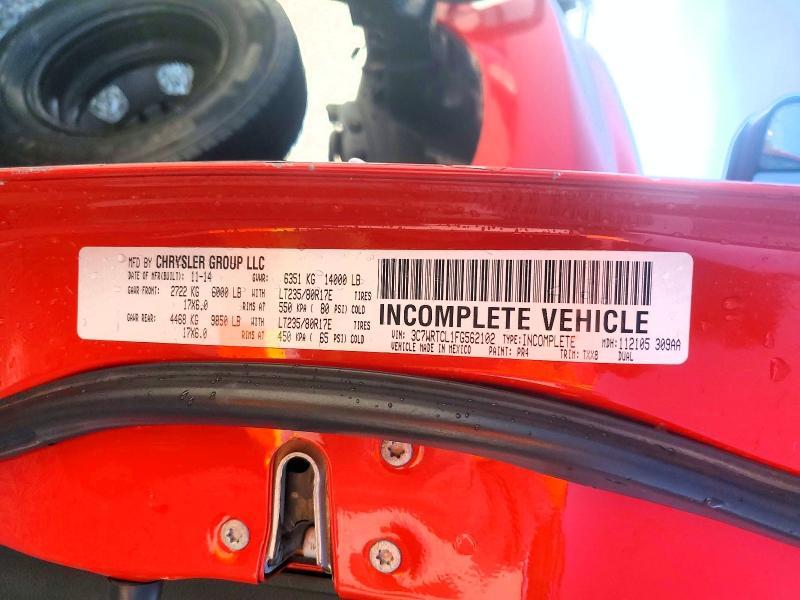 MFD BY CHRYSLER GROUP LLC
DATE OF MFR(BUILT): 11-14 GVWR: 6351 KG 14000 LB
GAWR FRONT: 2722 KG 6000 LB LT235/80R17E TIRES
17X6.0 RIMS AT 550 KPA ( 80 PSI) COLD
GAWR REAR: 4468 KG 9850 LB LT235/80R17E TIRES
17X6.0 RIMS AT 450 KPA ( 65 PSI) COLD
INCOMPLETE VEHICLE
VIN: 3C7WRTCL1FG562102 TYPE: INCOMPLETE MDH: 112105 309AA
VEHICLE MADE IN MEXICO PAINT: PR4 TRIM: TXX8 DUAL